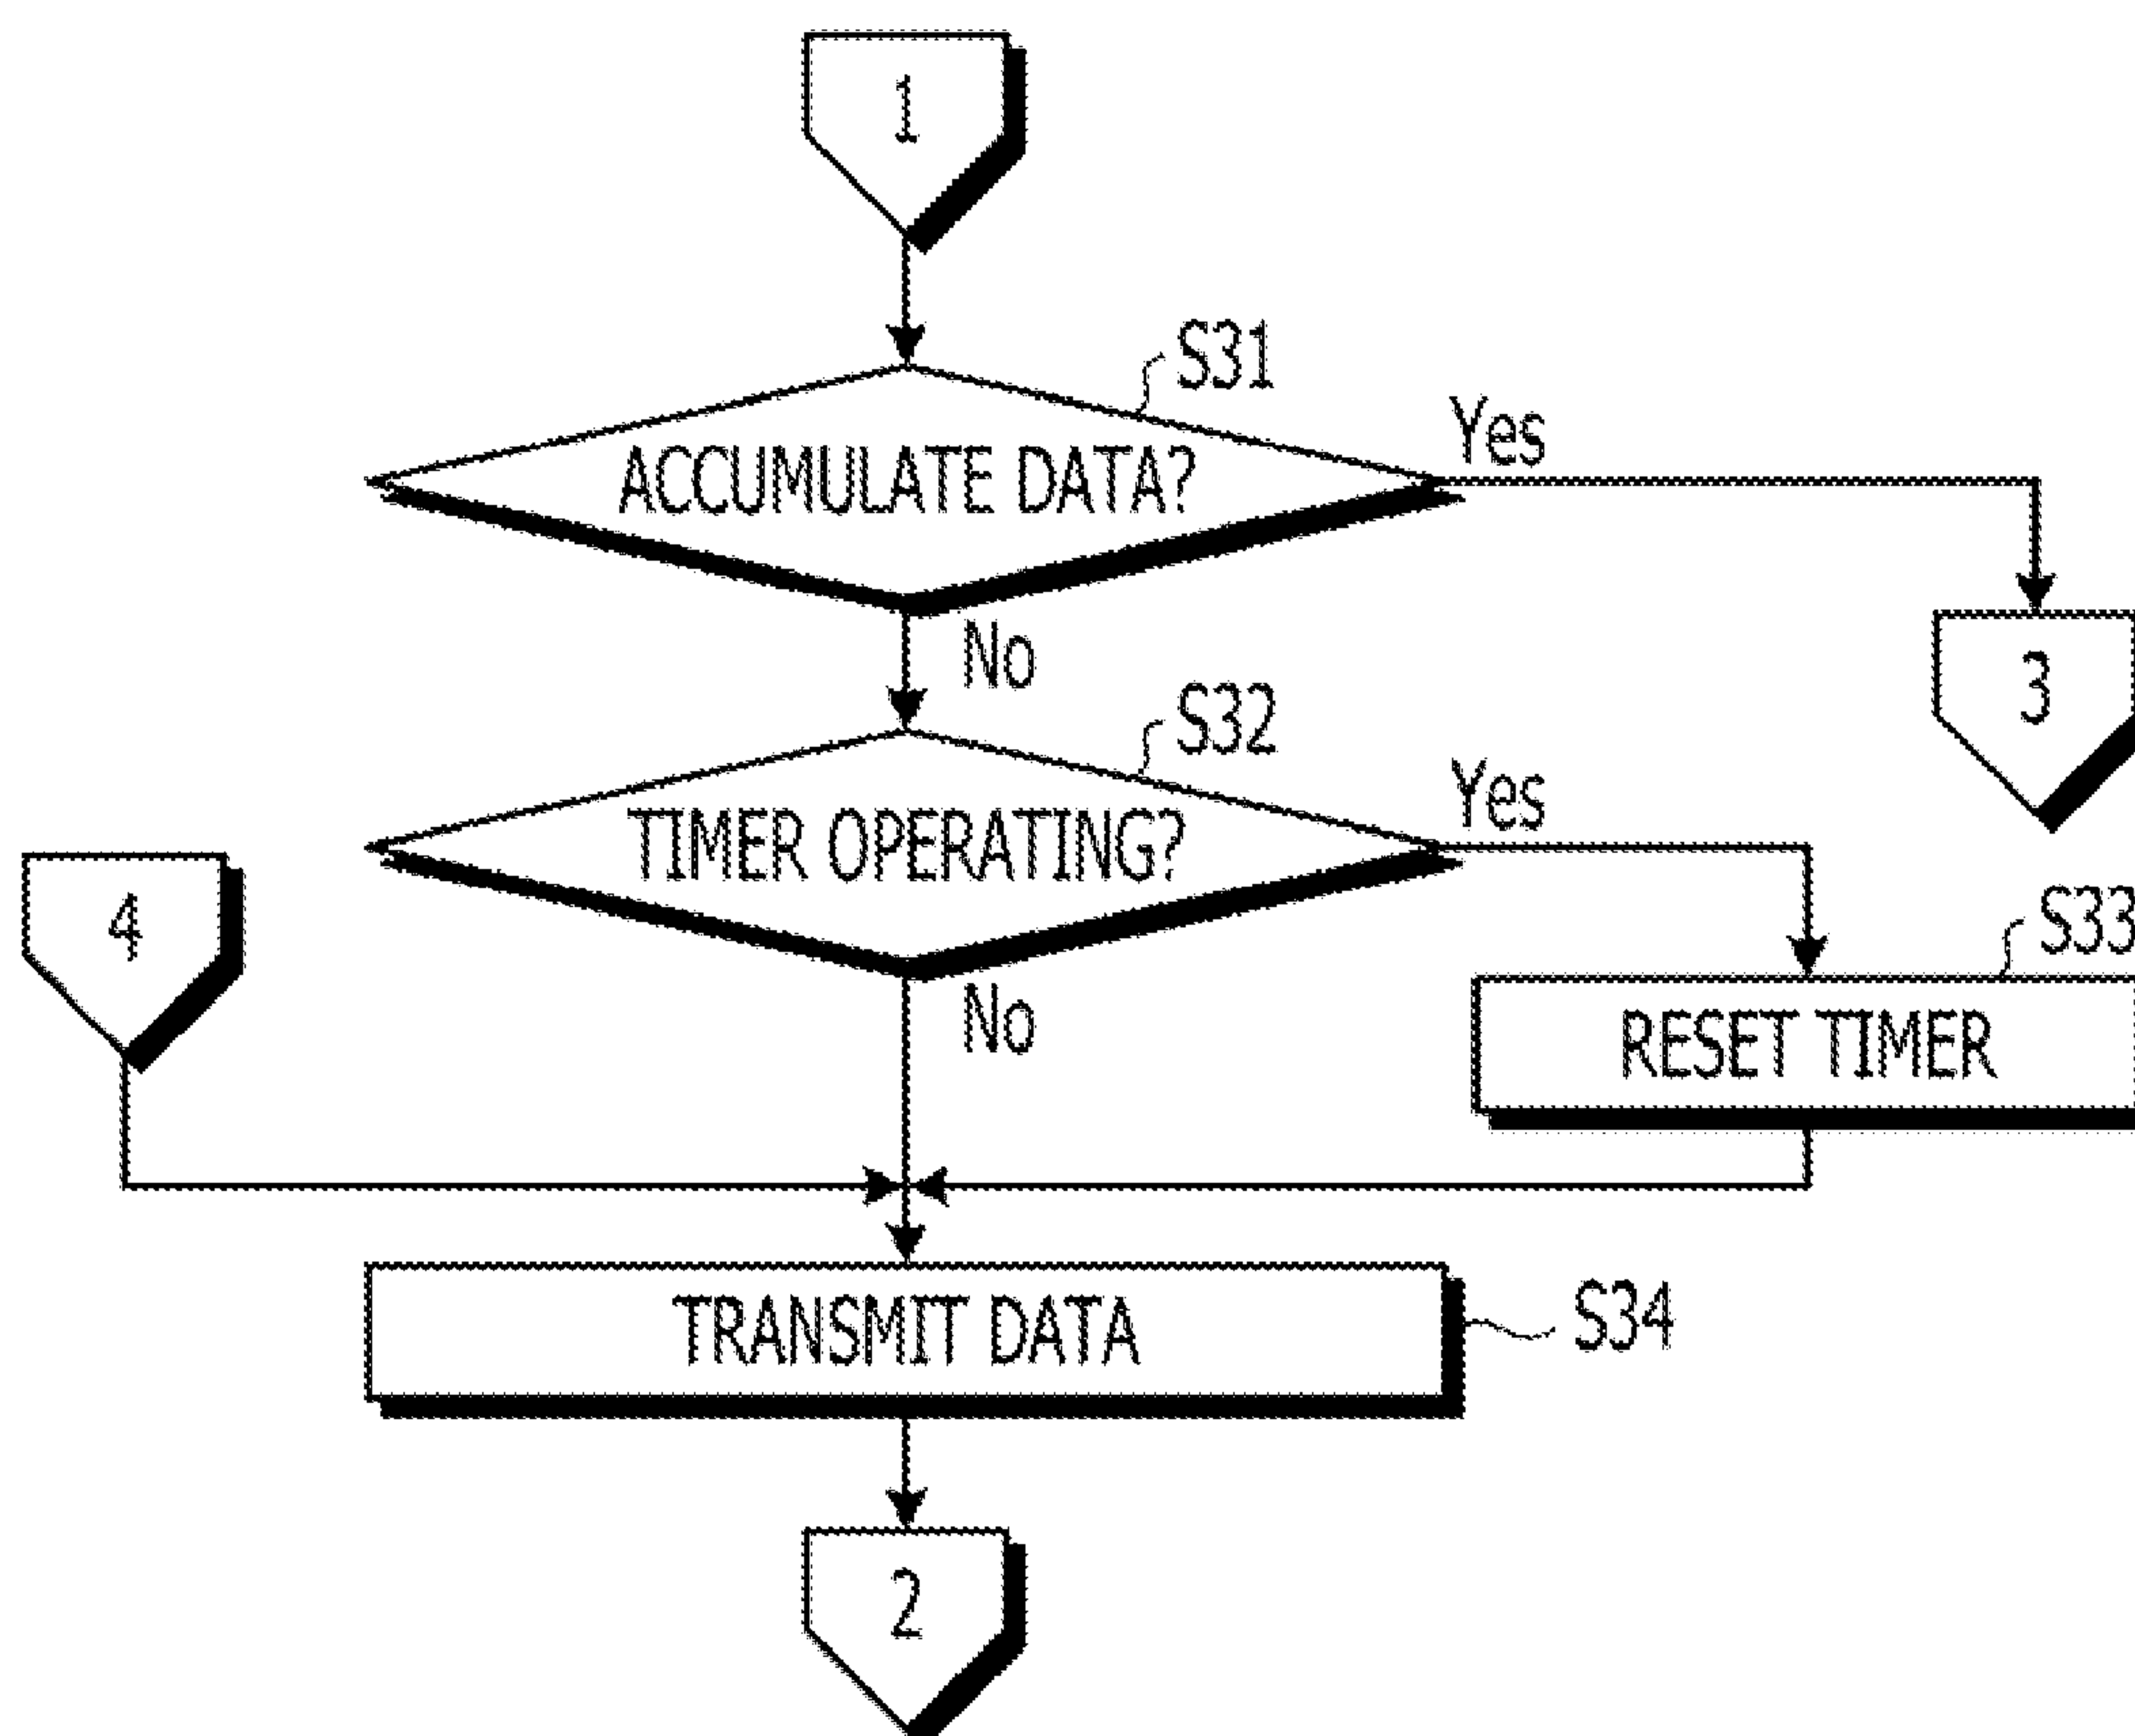 1
S31
ACCUMULATE DATA?
Yes
No
3
S32
TIMER OPERATING?
Yes
4
S33
No
RESET TIMER
TRANSMIT DATA
S34
2